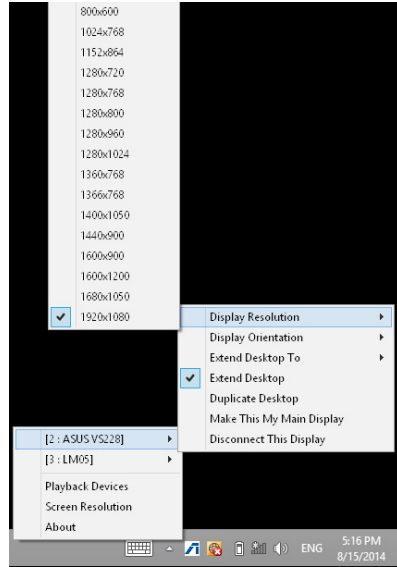 800x600
1024x768
1152x864
1280x720
1280x768
1280x800
1280x960
1280x1024
1360x768
1366x768
1400x1050
1440x900
1600x900
1600x1200
1680x1050
1920x1080
Display Resolution
Display Orientation
Extend Desktop To
Extend Desktop
Duplicate Desktop
Make This My Main Display
Disconnect This Display
[2 : ASUS VS228]
[3 : LM05]
Playback Devices
Screen Resolution
About
ENG
5:16 PM
8/15/2014